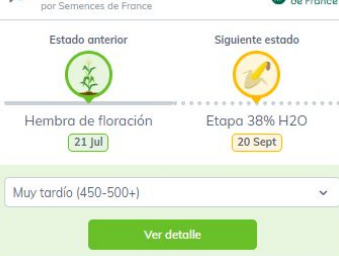 por Semences de France
de France
Estado anterior
Siguiente estado
Hembra de floración
Etapa 38% H2O
21 Jul
20 Sept
Muy tardío (450-500+)
Ver detalle